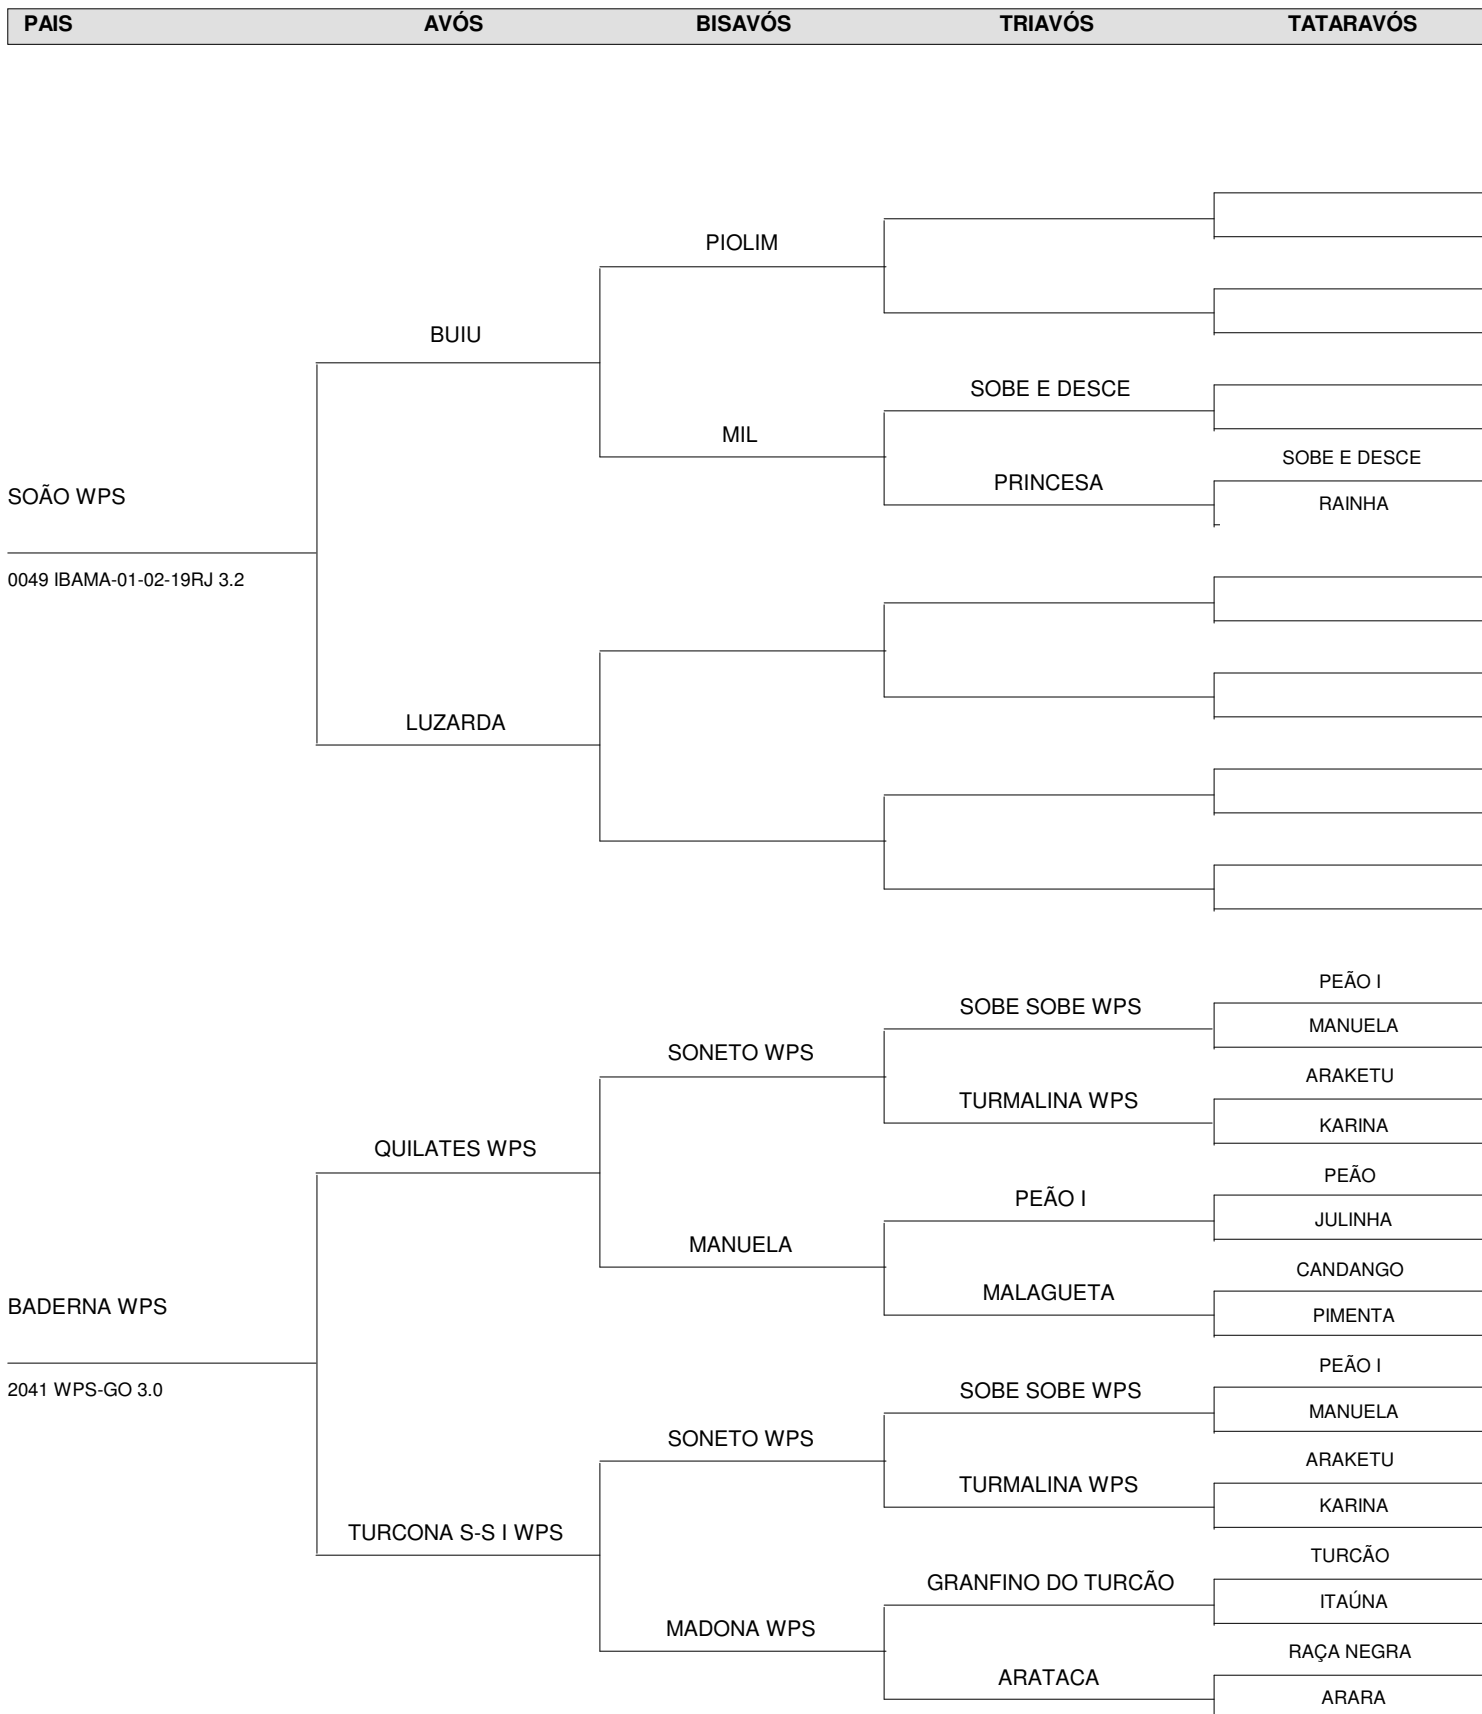 PAIS AVÓS BISAVÓS TRIAVÓS TATARAVÓS
PIOLIM
BUIU
SOBE E DESCE
MIL
SOBE E DESCE
PRINCESA
SOÃO WPS
RAINHA
0049 IBAMA-01-02-19RJ 3.2
LUZARDA
PEÃO I
SOBE SOBE WPS
MANUELA
SONETO WPS
ARAKETU
TURMALINA WPS
KARINA
QUILATES WPS
PEÃO
PEÃO I
JULINHA
MANUELA
CANDANGO
MALAGUETA
BADERNA WPS
PIMENTA
PEÃO I
2041 WPS-GO 3.0
SOBE SOBE WPS
MANUELA
SONETO WPS
ARAKETU
TURMALINA WPS
KARINA
TURCONA S-S I WPS
TURCÃO
GRANFINO DO TURCÃO
ITAÚNA
MADONA WPS
RAÇA NEGRA
ARATACA
ARARA